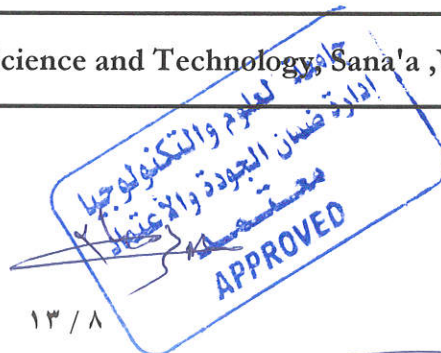 cience and Technology, Sana'a ,
جامعة العلوم والتكنولوجيا
إدارة ضمان الجودة والاعتماد
معتمد
APPROVED
١٣ / ٨